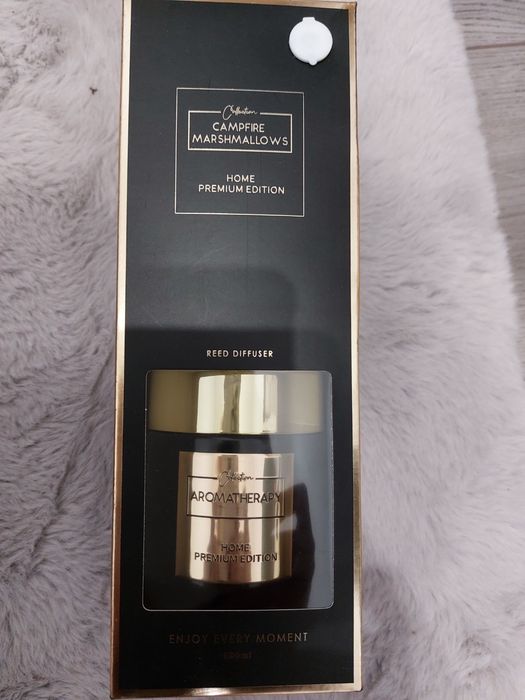 Collection
CAMPFIRE
MARSHMALLOWS
HOME
PREMIUM EDITION
REED DIFFUSER
Collection
AROMATHERAPY
HOME
PREMIUM EDITION
ENJOY EVERY MOMENT